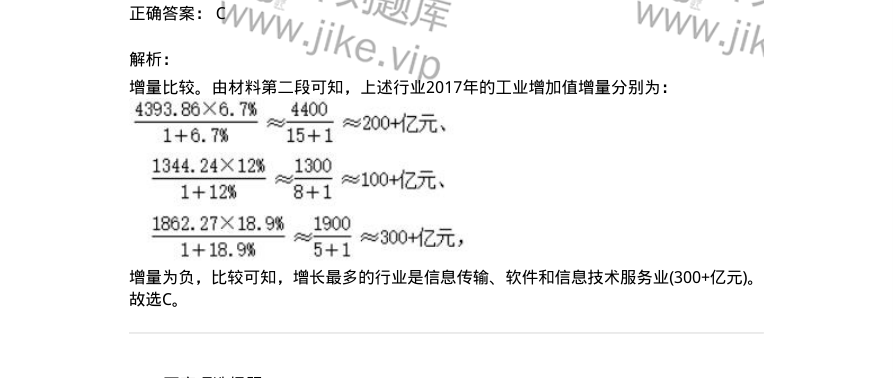 正确答案： C
题库
www.jike.vip
www.jik
解析：
增量比较。由材料第二段可知，上述行业2017年的工业增加值增量分别为：
4393.86×6.7%/1+6.7% ≈ 4400/15+1 ≈200+亿元、
1344.24×12%/1+12% ≈ 1300/8+1 ≈100+亿元、
1862.27×18.9%/1+18.9% ≈ 1900/5+1 ≈300+亿元，
增量为负，比较可知，增长最多的行业是信息传输、软件和信息技术服务业(300+亿元)。
故选C。